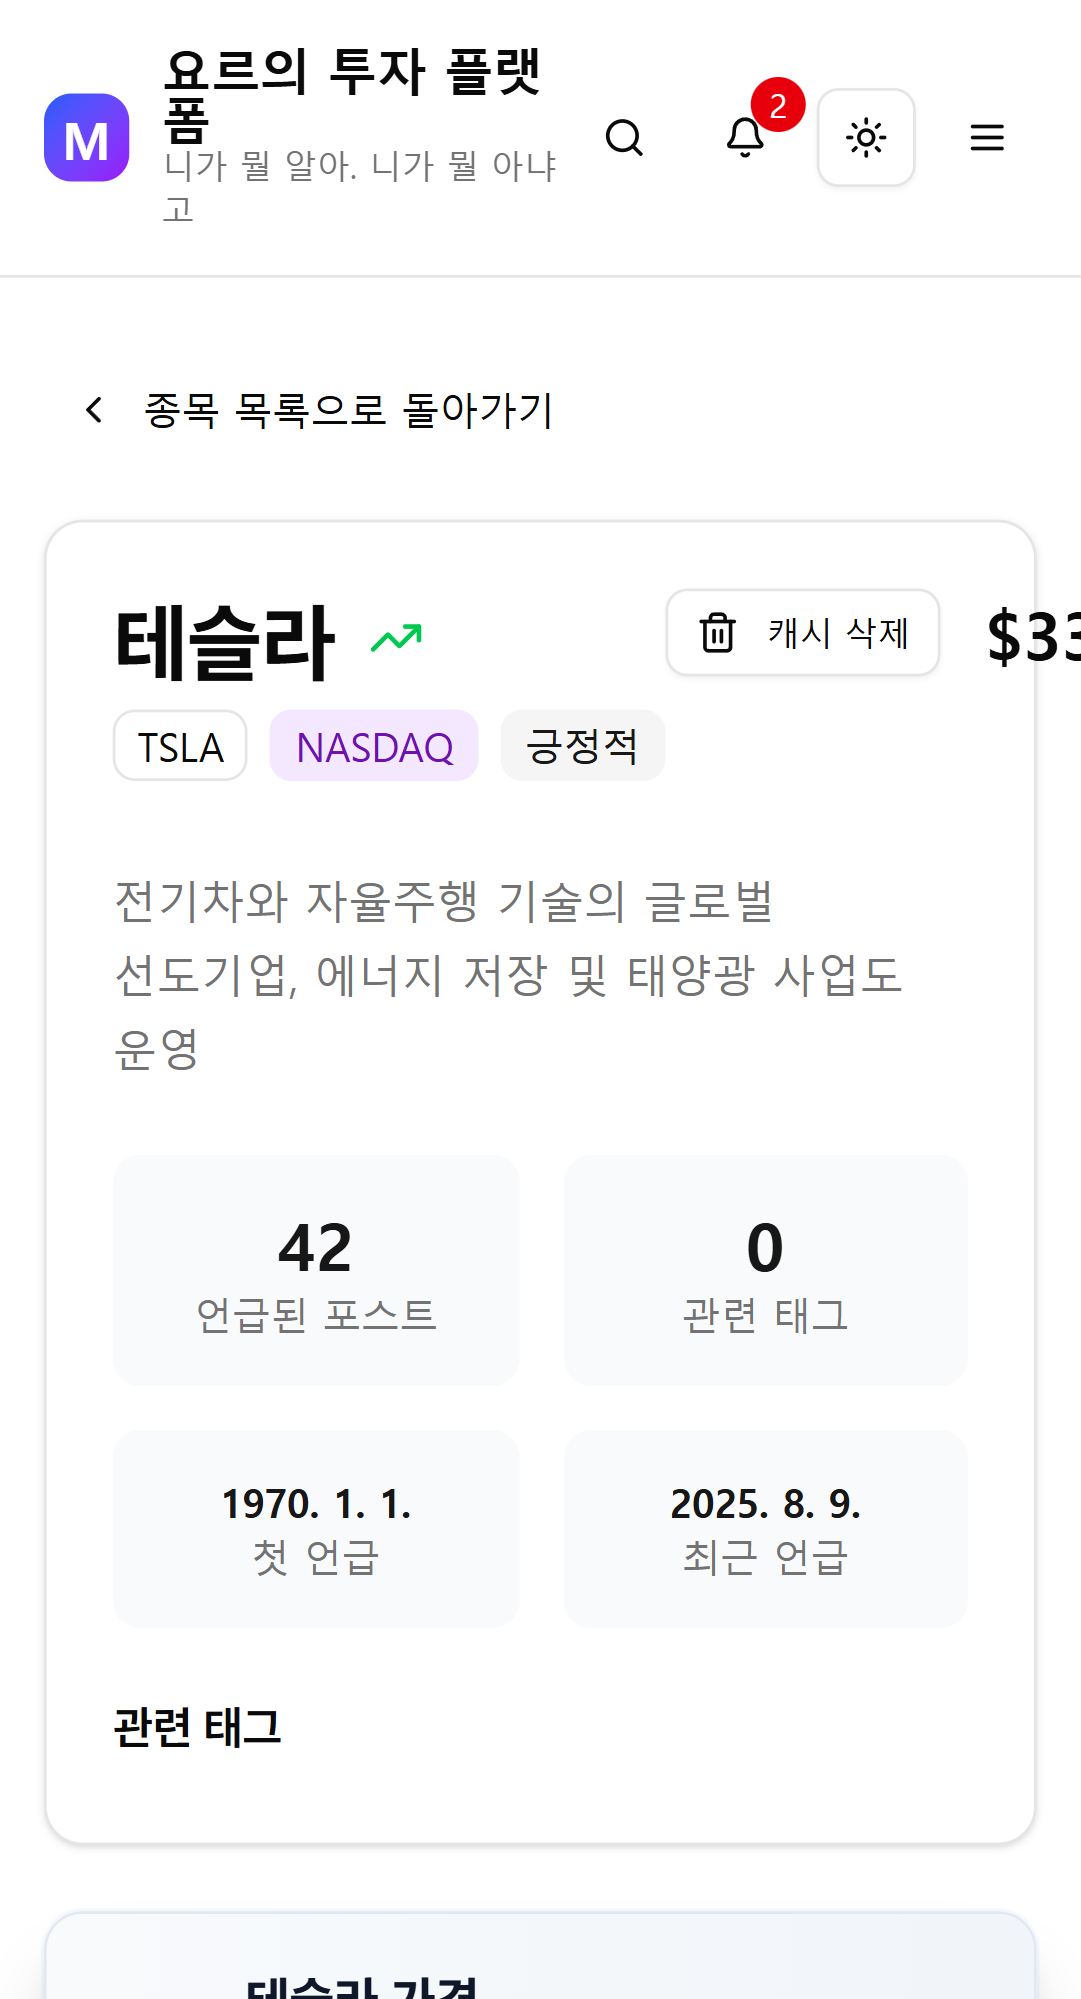 M
요르의 투자 플랫
폼
니가 뭘 알아. 니가 뭘 아냐
고
2
종목 목록으로 돌아가기
테슬라
캐시 삭제
$33
TSLA
NASDAQ
긍정적
전기차와 자율주행 기술의 글로벌
선도기업, 에너지 저장 및 태양광 사업도
운영
42
언급된 포스트
0
관련 태그
1970. 1. 1.
첫 언급
2025. 8. 9.
최근 언급
관련 태그
테슬라 가격